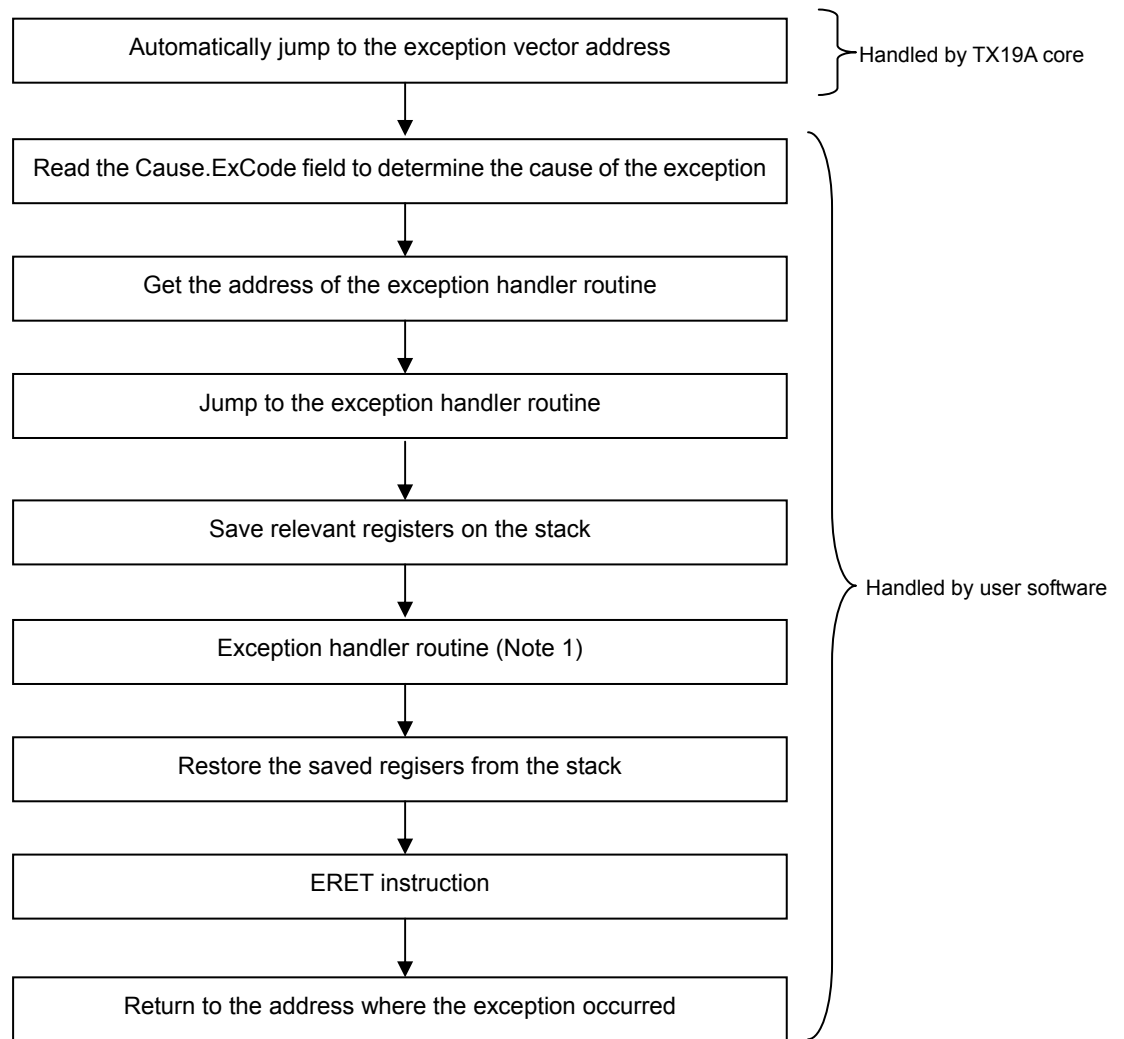 Automatically jump to the exception vector address
Handled by TX19A core
Read the Cause.ExCode field to determine the cause of the exception
Get the address of the exception handler routine
Jump to the exception handler routine
Save relevant registers on the stack
Handled by user software
Exception handler routine (Note 1)
Restore the saved regisers from the stack
ERET instruction
Return to the address where the exception occurred